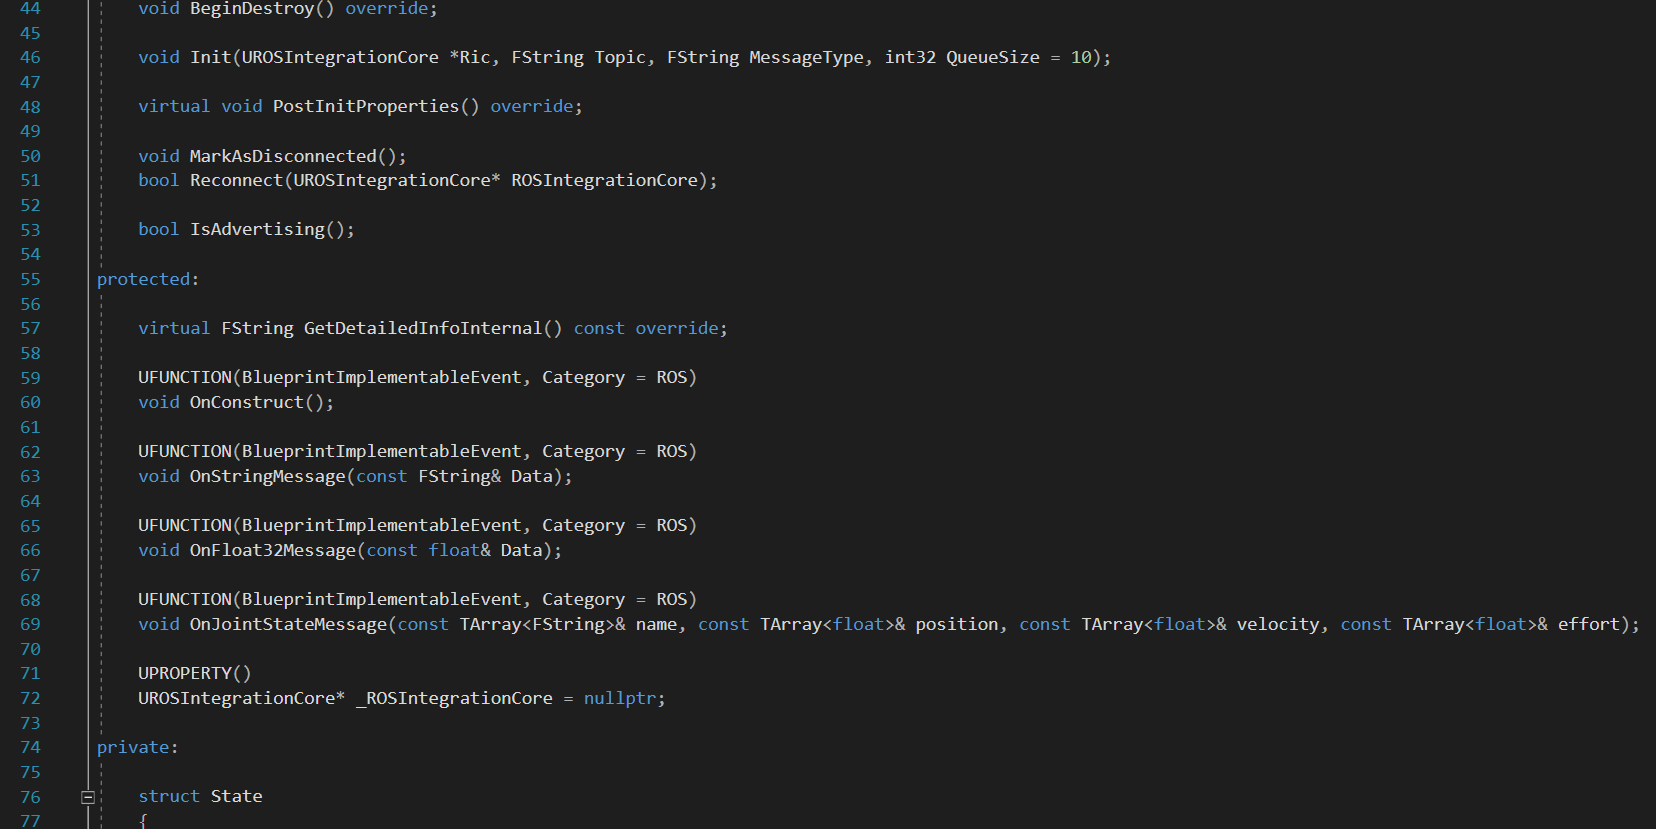 44 void BeginDestroy() override;
45
46 void Init(UROSIntegrationCore *Ric, FString Topic, FString MessageType, int32 QueueSize = 10);
47
48 virtual void PostInitProperties() override;
49
50 void MarkAsDisconnected();
51 bool Reconnect(UROSIntegrationCore* ROSIntegrationCore);
52
53 bool IsAdvertising();
54
55 protected:
56
57 virtual FString GetDetailedInfoInternal() const override;
58
59 UFUNCTION(BlueprintImplementableEvent, Category = ROS)
60 void OnConstruct();
61
62 UFUNCTION(BlueprintImplementableEvent, Category = ROS)
63 void OnStringMessage(const FString& Data);
64
65 UFUNCTION(BlueprintImplementableEvent, Category = ROS)
66 void OnFloat32Message(const float& Data);
67
68 UFUNCTION(BlueprintImplementableEvent, Category = ROS)
69 void OnJointStateMessage(const TArray<FString>& name, const TArray<float>& position, const TArray<float>& velocity, const TArray<float>& effort);
70
71 UPROPERTY()
72 UROSIntegrationCore* _ROSIntegrationCore = nullptr;
73
74 private:
75
76 struct State
77 {